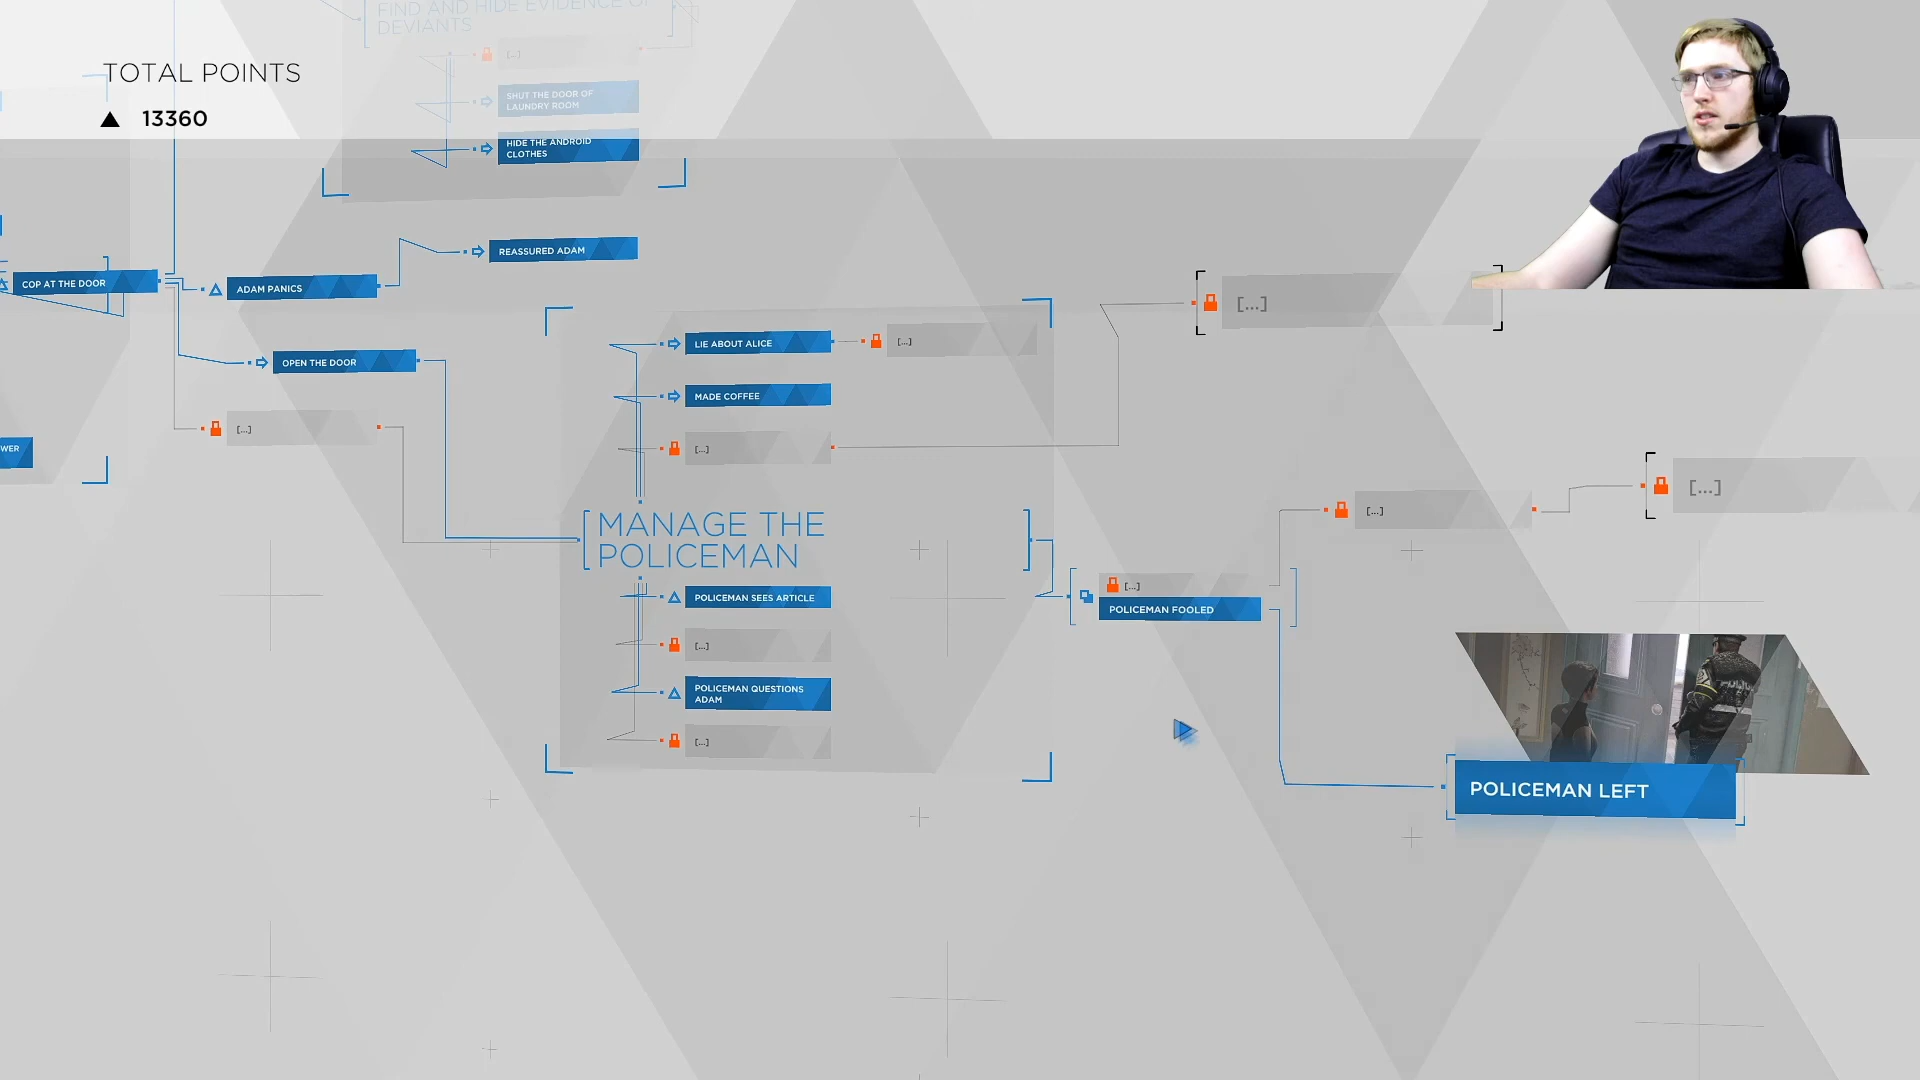 FIND AND HIDE EVIDENCE OF
DEVIANTS
TOTAL POINTS
13360
[...]
SHUT THE DOOR OF
LAUNDRY ROOM
HIDE THE ANDROID
CLOTHES
REASSURED ADAM
COP AT THE DOOR
ADAM PANICS
[...]
LIE ABOUT ALICE
[...]
OPEN THE DOOR
MADE COFFEE
[...]
WER
[...]
[...]
[...]
MANAGE THE
POLICEMAN
[...]
POLICEMAN SEES ARTICLE
POLICEMAN FOOLED
[...]
POLICEMAN QUESTIONS
ADAM
[...]
POLICEMAN LEFT